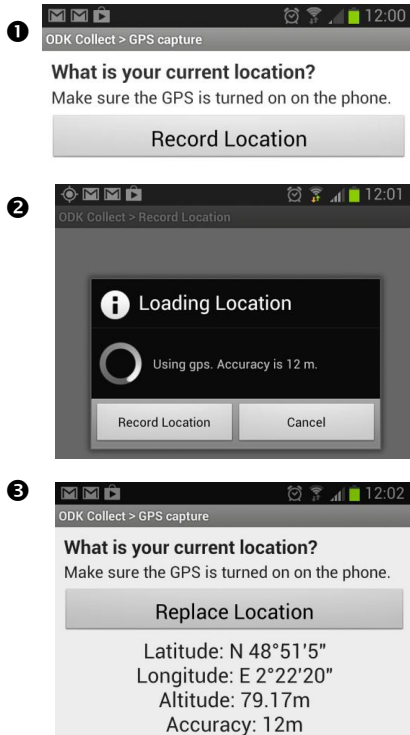 ❶
12:00
ODK Collect > GPS capture
What is your current location?
Make sure the GPS is turned on on the phone.
Record Location
❷
12:01
ODK Collect > Record Location
Loading Location
Using gps. Accuracy is 12 m.
Record Location
Cancel
❸
12:02
ODK Collect > GPS capture
What is your current location?
Make sure the GPS is turned on on the phone.
Replace Location
Latitude: N 48°51'5"
Longitude: E 2°22'20"
Altitude: 79.17m
Accuracy: 12m